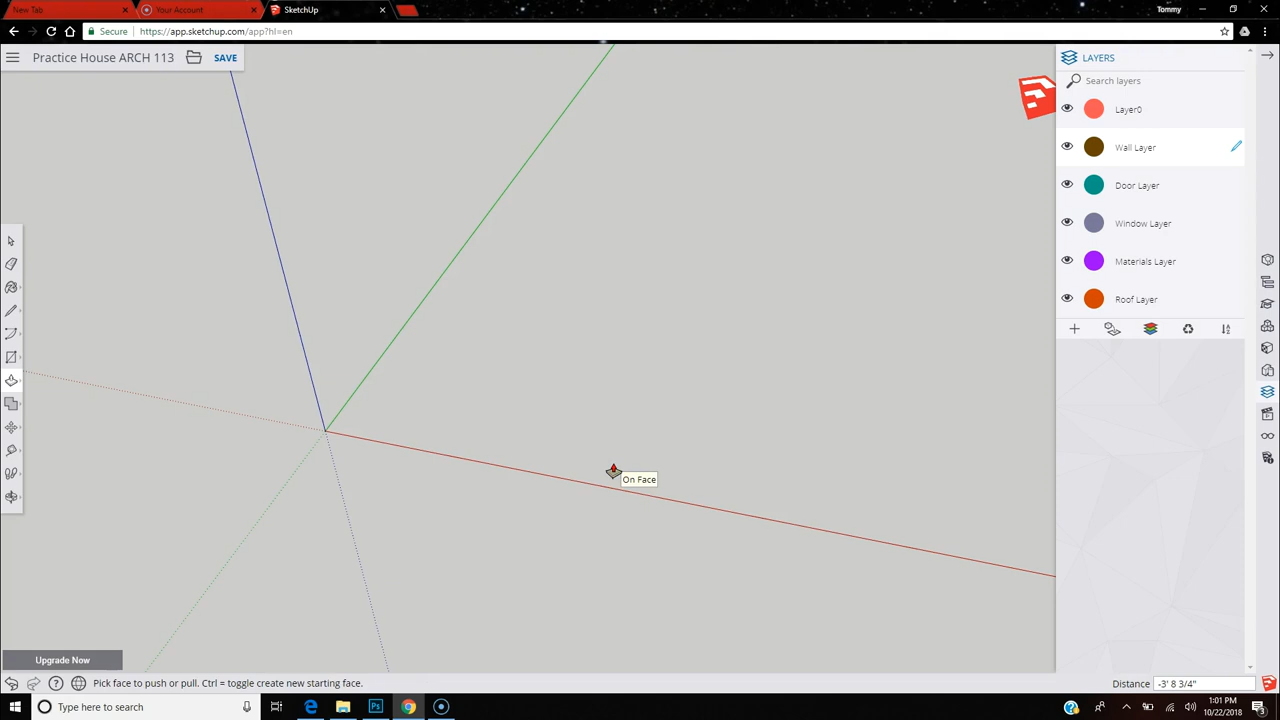 New Tab
Your Account
SketchUp
Tommy
Secure
https://app.sketchup.com/app?hl=en
Practice House ARCH 113
SAVE
LAYERS
Search layers
Layer0
Wall Layer
Door Layer
Window Layer
Materials Layer
Roof Layer
On Face
Upgrade Now
Pick face to push or pull. Ctrl = toggle create new starting face.
Distance
-3' 8 3/4"
Type here to search
1:01 PM
10/22/2018